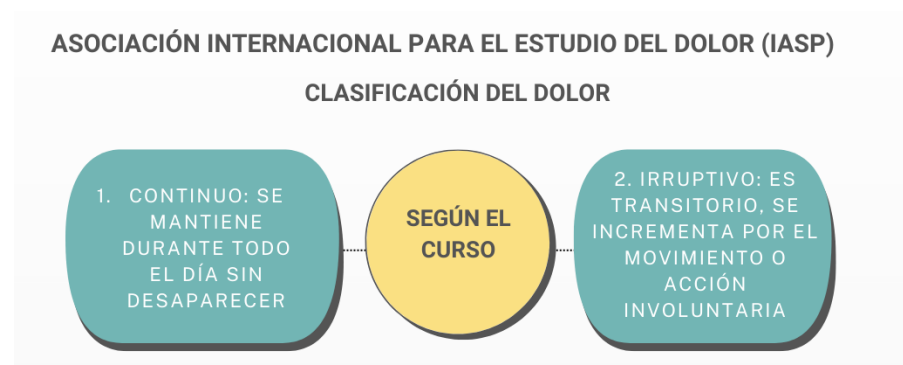 ASOCIACIÓN INTERNACIONAL PARA EL ESTUDIO DEL DOLOR (IASP)
CLASIFICACIÓN DEL DOLOR
1. CONTINUO: SE
MANTIENE
DURANTE TODO
EL DÍA SIN
DESAPARECER
SEGÚN EL
CURSO
2. IRRUPTIVO: ES
TRANSITORIO, SE
INCREMENTA POR EL
MOVIMIENTO O
ACCIÓN
INVOLUNTARIA